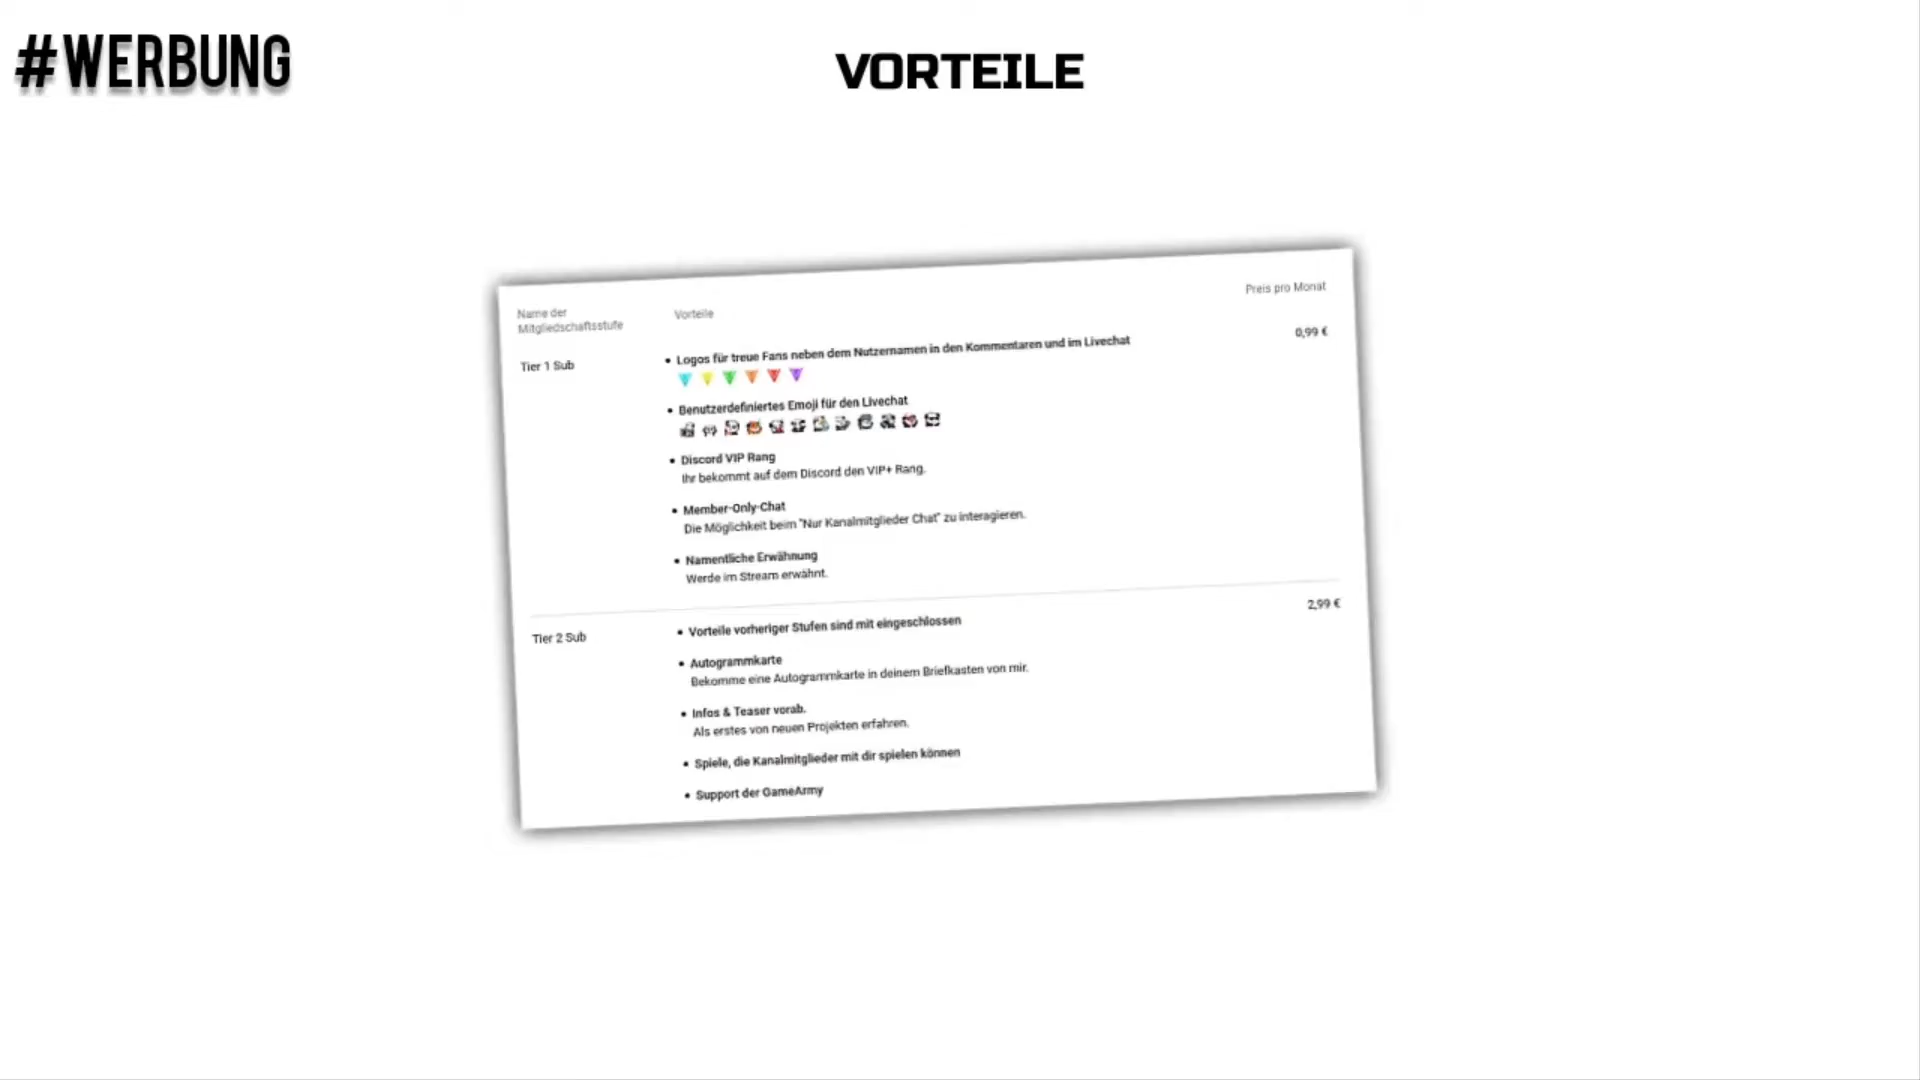 #WERBUNG
VORTEILE
Name der
Mitgliedschaftsstufe
Vorteile
Preis pro Monat
Tier 1 Sub
0,99 €
• Logos für treue Fans neben dem Nutzernamen in den Kommentaren und im Livechat
• Benutzerdefiniertes Emoji für den Livechat
• Discord VIP Rang
Ihr bekommt auf dem Discord den VIP+ Rang.
• Member-Only-Chat
Die Möglichkeit beim "Nur Kanalmitglieder Chat" zu interagieren.
• Namentliche Erwähnung
Werde im Stream erwähnt.
Tier 2 Sub
2,99 €
• Vorteile vorheriger Stufen sind mit eingeschlossen
• Autogrammkarte
Bekomme eine Autogrammkarte in deinem Briefkasten von mir.
• Infos & Teaser vorab.
Als erstes von neuen Projekten erfahren.
• Spiele, die Kanalmitglieder mit dir spielen können
• Support der GameArmy